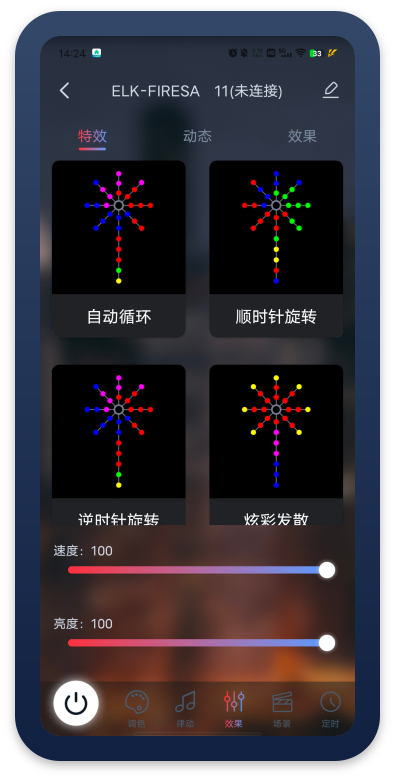 14:24
33
ELK-FIRESA 11(未连接)
特效 动态 效果
自动循环 顺时针旋转
逆时针旋转 炫彩发散
速度：100
亮度：100
调色 律动 效果 场景 定时